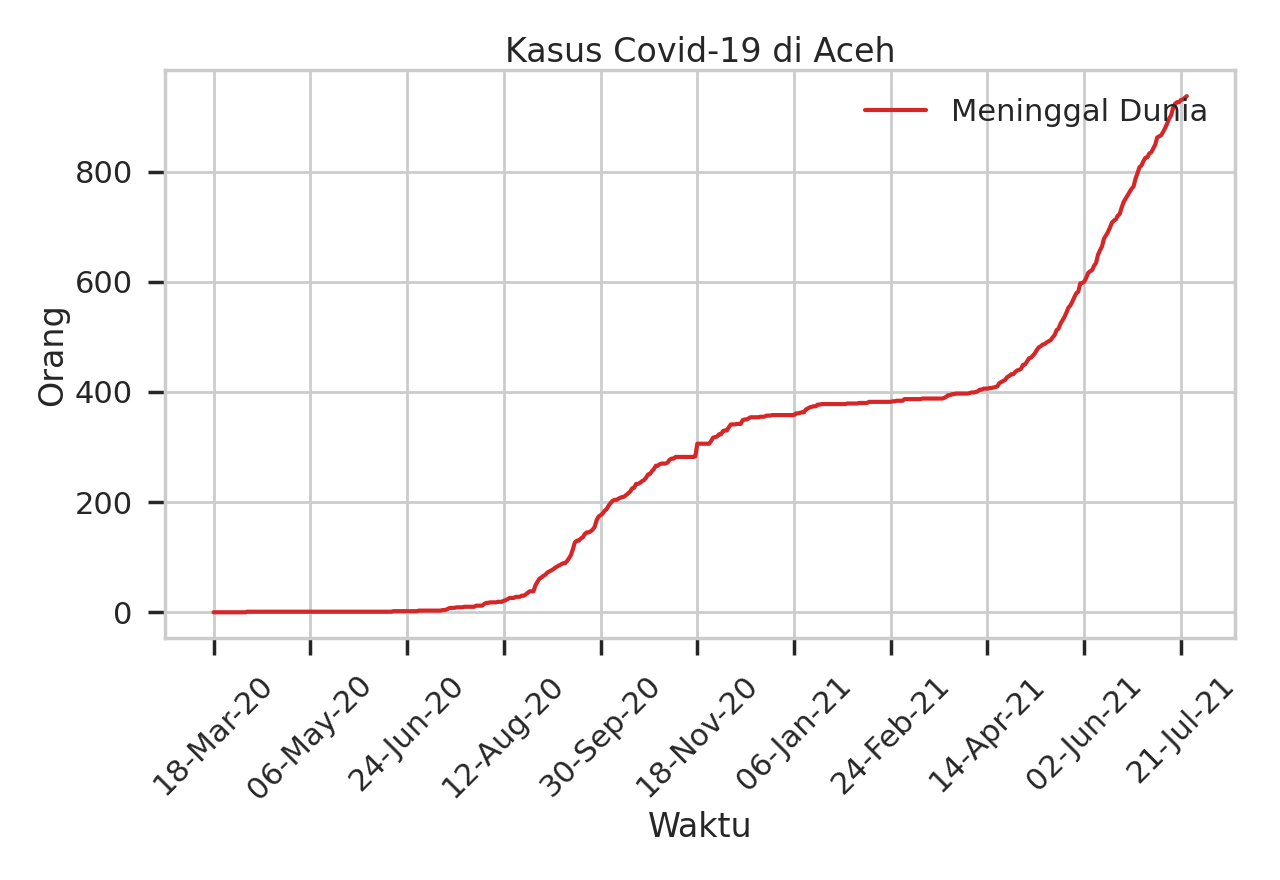 Kasus Covid-19 di Aceh
Meninggal Dunia
Orang
800
600
400
200
0
18-Mar-20
06-May-20
24-Jun-20
12-Aug-20
30-Sep-20
18-Nov-20
06-Jan-21
24-Feb-21
14-Apr-21
02-Jun-21
21-Jul-21
Waktu